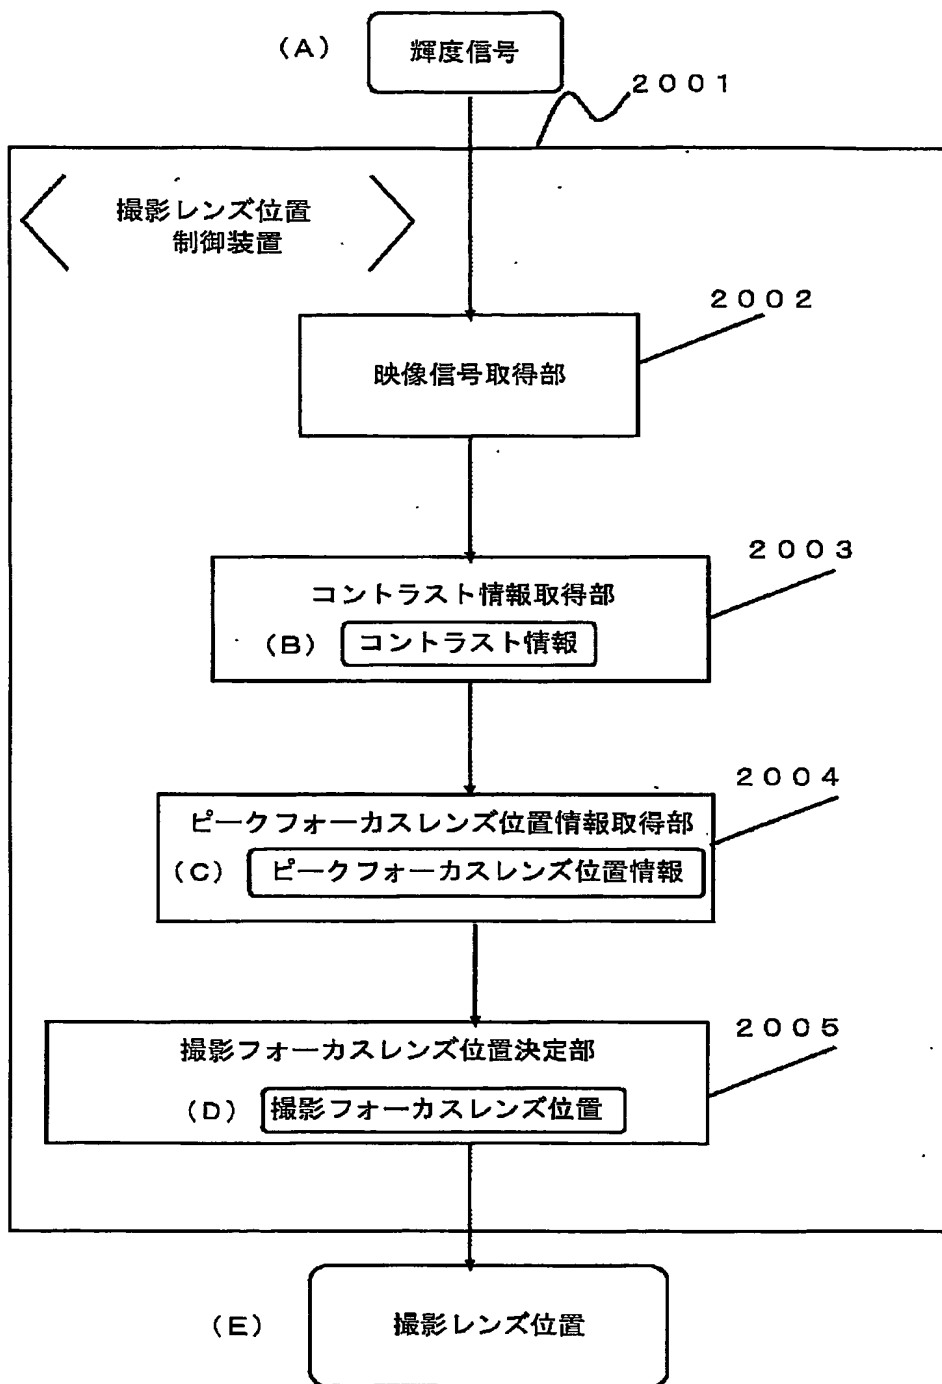 （A）
輝度信号
２００１
撮影レンズ位置
制御装置
２００２
映像信号取得部
２００３
コントラスト情報取得部
（B）
コントラスト情報
２００４
ピークフォーカスレンズ位置情報取得部
（C）
ピークフォーカスレンズ位置情報
２００５
撮影フォーカスレンズ位置決定部
（D）
撮影フォーカスレンズ位置
（E）
撮影レンズ位置